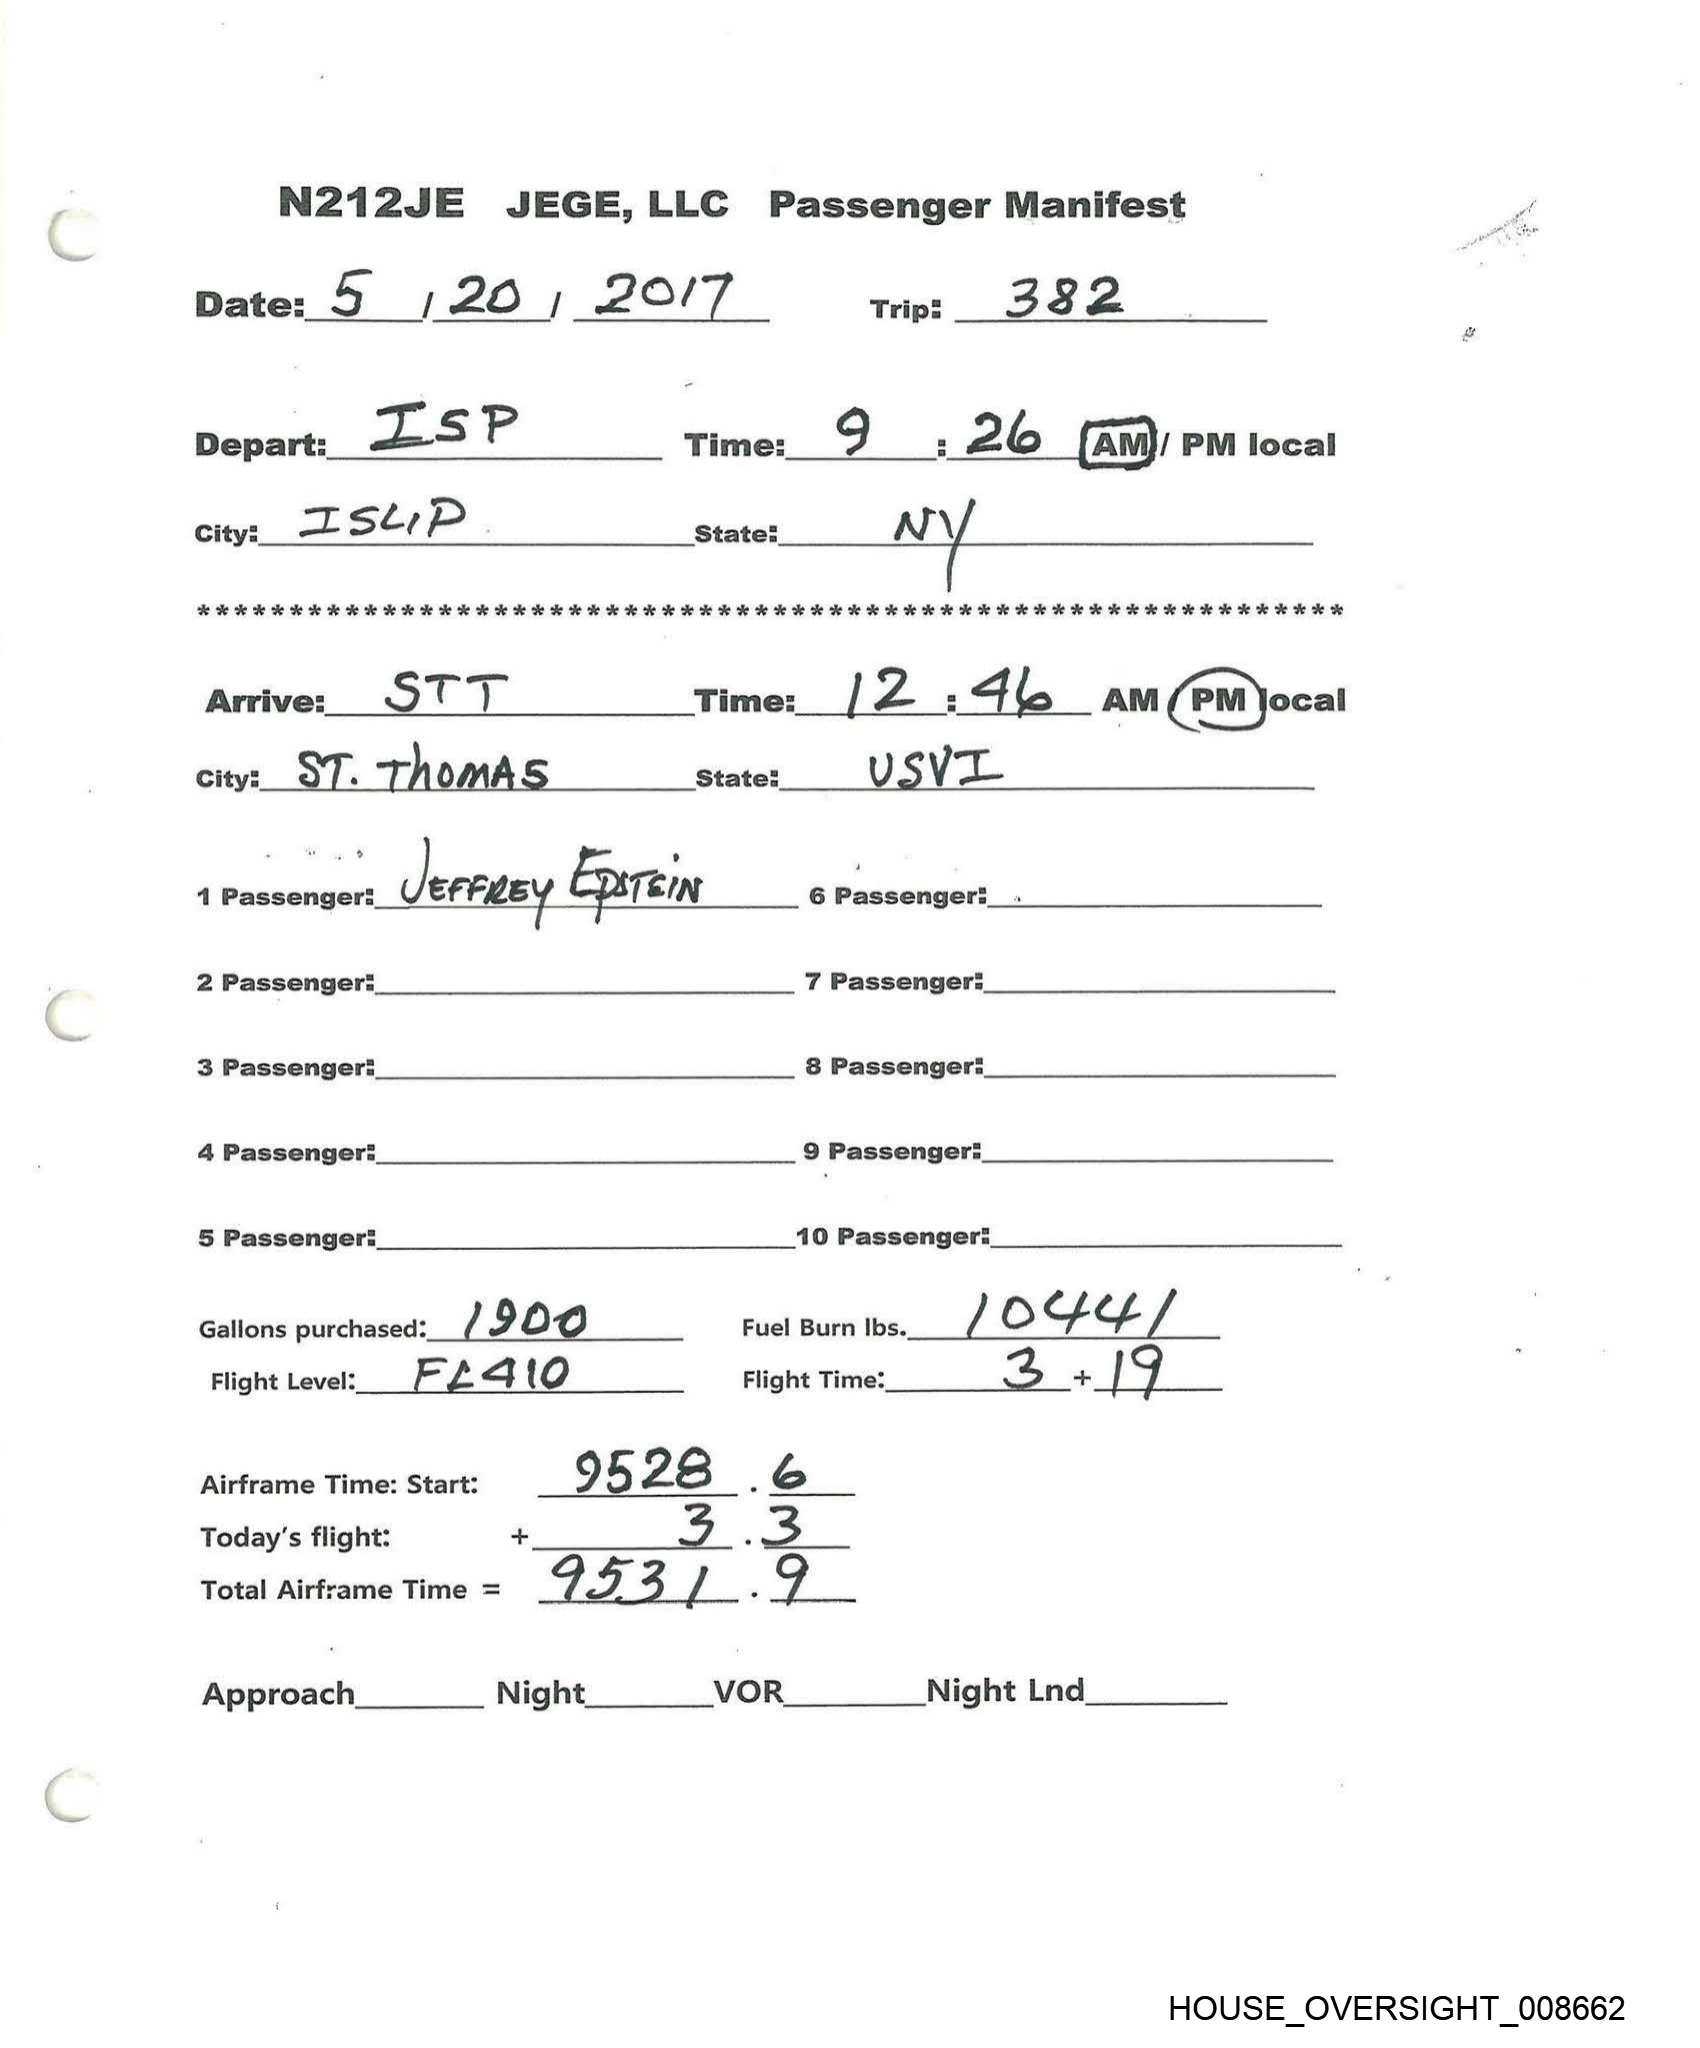 N212JE JEGE, LLC Passenger Manifest
Date: 5 / 20 / 2017 Trip: 382
Depart: ISP Time: 9 : 26 AM / PM local
City: ISLIP State: NY
**************************************************************
Arrive: STT Time: 12 : 46 AM / PM local
City: ST. THOMAS State: USVI
1 Passenger: JEFFREY EPSTEIN 6 Passenger:
2 Passenger: 7 Passenger:
3 Passenger: 8 Passenger:
4 Passenger: 9 Passenger:
5 Passenger: 10 Passenger:
Gallons purchased: 1900 Fuel Burn lbs. 10441
Flight Level: FL410 Flight Time: 3 + 19
Airframe Time: Start: 9528 . 6
Today's flight: + 3 . 3
Total Airframe Time = 9531 . 9
Approach Night VOR Night Lnd
HOUSE_OVERSIGHT_008662